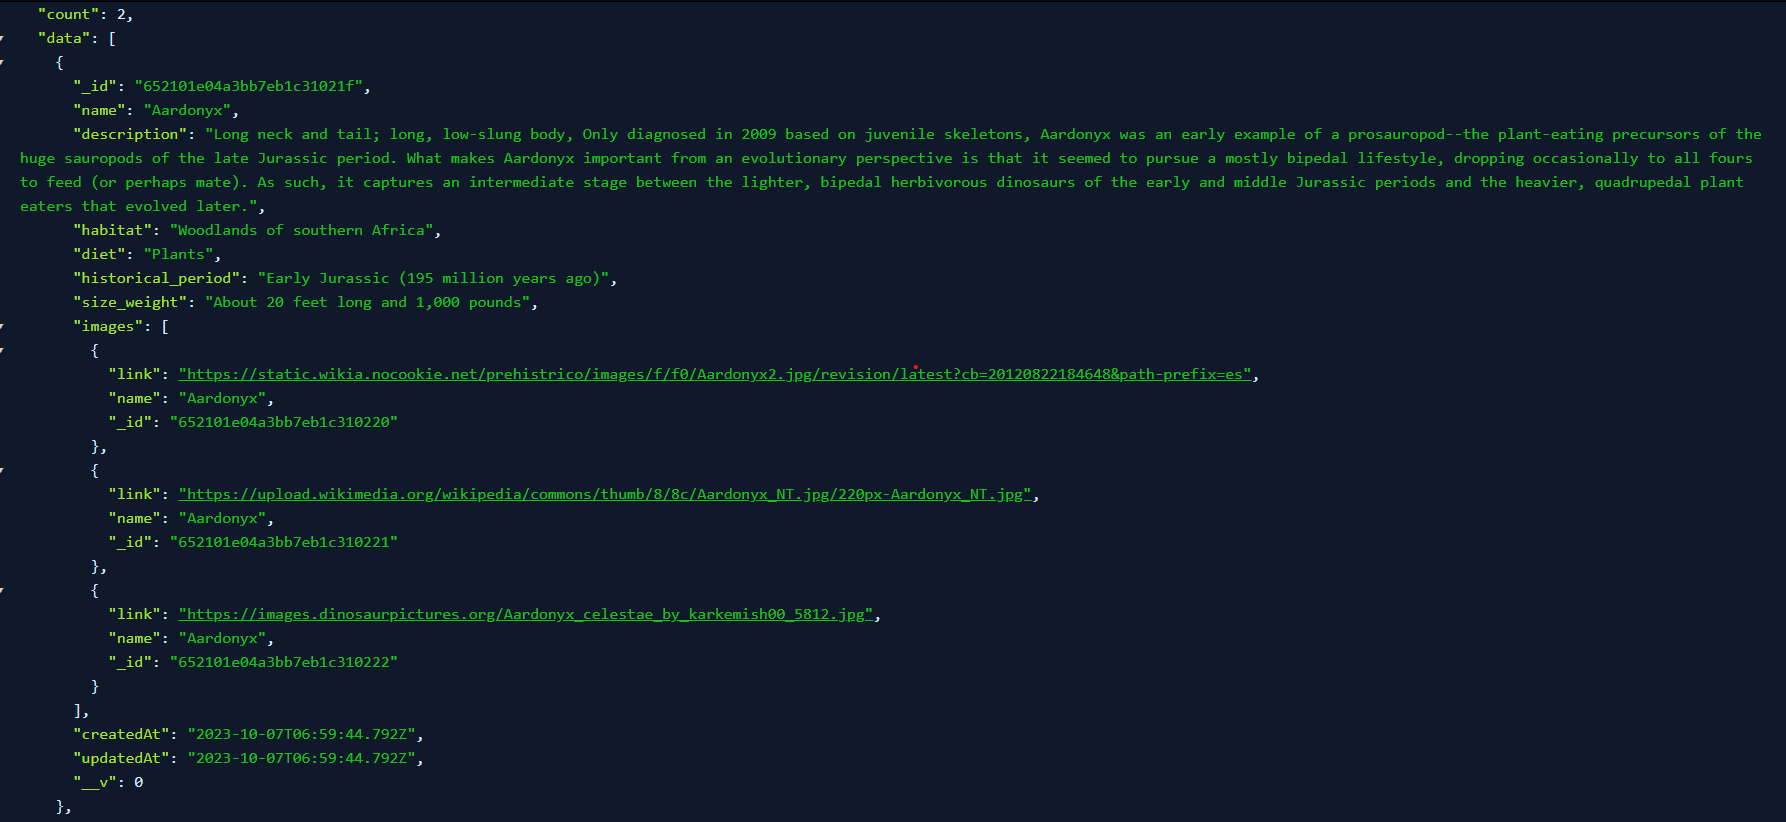 "count": 2,
"data": [
{
"_id": "652101e04a3bb7eb1c31021f",
"name": "Aardonyx",
"description": "Long neck and tail; long, low-slung body, Only diagnosed in 2009 based on juvenile skeletons, Aardonyx was an early example of a prosauropod--the plant-eating precursors of the
huge sauropods of the late Jurassic period. What makes Aardonyx important from an evolutionary perspective is that it seemed to pursue a mostly bipedal lifestyle, dropping occasionally to all fours
to feed (or perhaps mate). As such, it captures an intermediate stage between the lighter, bipedal herbivorous dinosaurs of the early and middle Jurassic periods and the heavier, quadrupedal plant
eaters that evolved later.",
"habitat": "Woodlands of southern Africa",
"diet": "Plants",
"historical_period": "Early Jurassic (195 million years ago)",
"size_weight": "About 20 feet long and 1,000 pounds",
"images": [
{
"link": "https://static.wikia.nocookie.net/prehistrico/images/f/f0/Aardonyx2.jpg/revision/latest?cb=20120822184648&path-prefix=es",
"name": "Aardonyx",
"_id": "652101e04a3bb7eb1c310220"
},
{
"link": "https://upload.wikimedia.org/wikipedia/commons/thumb/8/8c/Aardonyx_NT.jpg/220px-Aardonyx_NT.jpg",
"name": "Aardonyx",
"_id": "652101e04a3bb7eb1c310221"
},
{
"link": "https://images.dinosaurpictures.org/Aardonyx_celestae_by_karkemish00_5812.jpg",
"name": "Aardonyx",
"_id": "652101e04a3bb7eb1c310222"
}
],
"createdAt": "2023-10-07T06:59:44.792Z",
"updatedAt": "2023-10-07T06:59:44.792Z",
"__v": 0
},